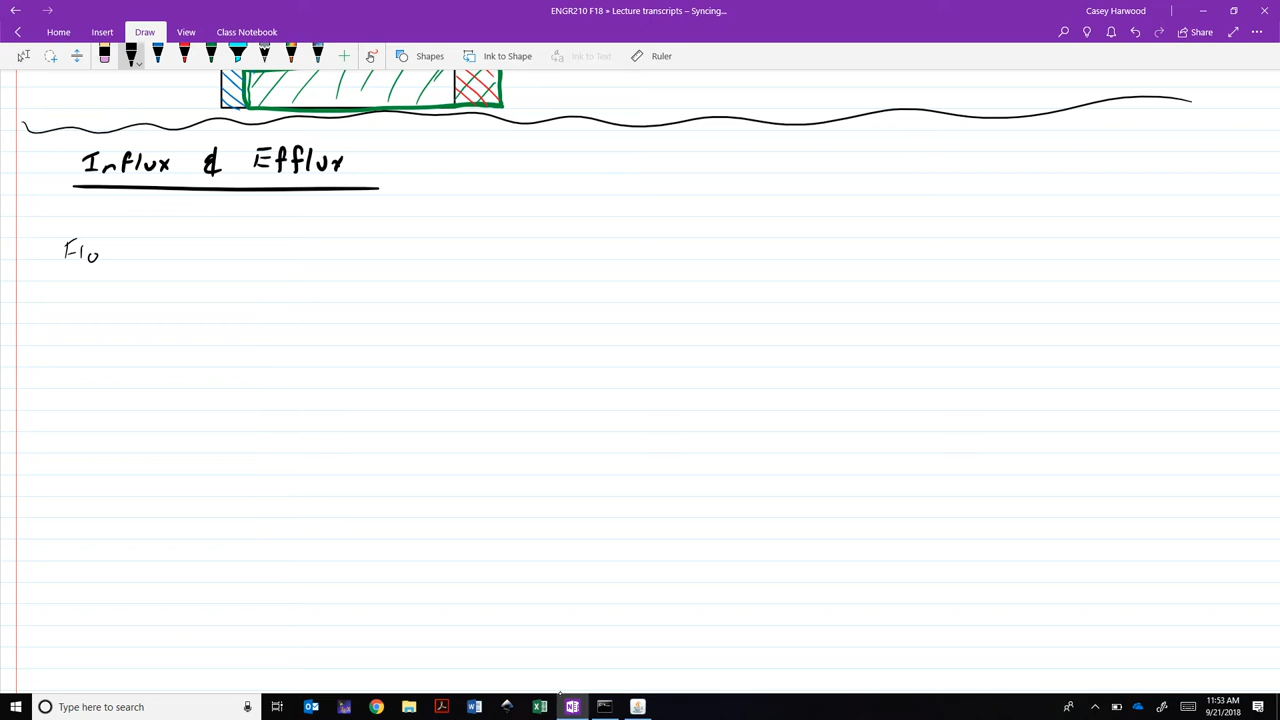 ENGR210 F18 » Lecture transcripts – Syncing...
Casey Harwood
Home Insert Draw View Class Notebook
Share
Shapes Ink to Shape Ink to Text Ruler
Influx & Efflux
Flo
Type here to search
11:53 AM
9/21/2018